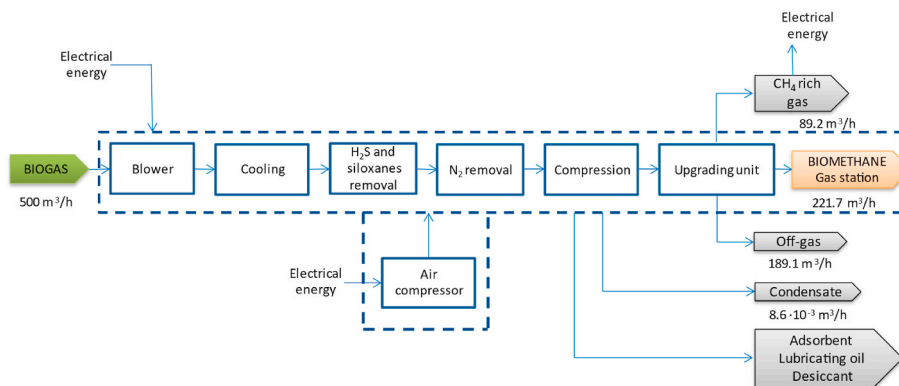 Electrical
energy
Electrical
energy
CH₄ rich
gas
89.2 m³/h
BIOGAS
500 m³/h
Blower
Cooling
H₂S and
siloxanes
removal
N₂ removal
Compression
Upgrading unit
BIOMETHANE
Gas station
221.7 m³/h
Off-gas
189.1 m³/h
Electrical
energy
Air
compressor
Condensate
8.6 ·10⁻³ m³/h
Adsorbent
Lubricating oil
Desiccant